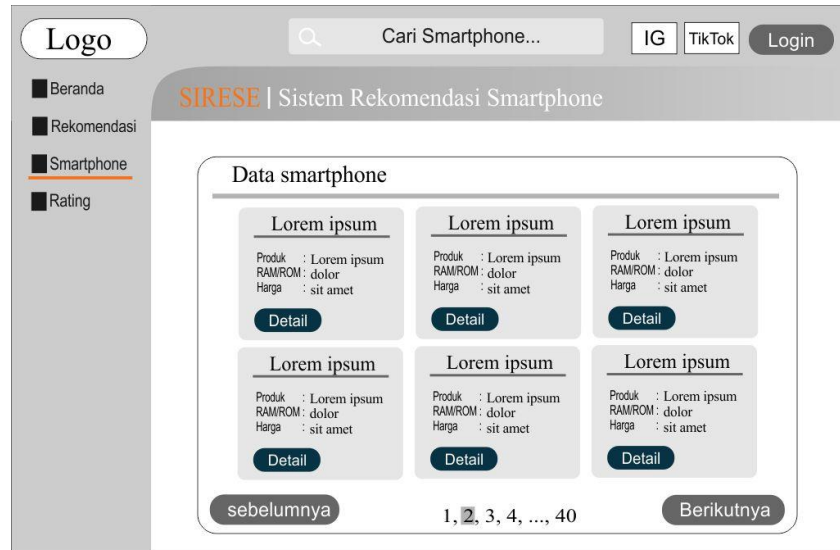 Logo
Cari Smartphone...
IG
TikTok
Login
Beranda
Rekomendasi
Smartphone
Rating
SIRESE | Sistem Rekomendasi Smartphone
Data smartphone
Lorem ipsum
Produk : Lorem ipsum
RAM/ROM : dolor
Harga : sit amet
Detail
Lorem ipsum
Produk : Lorem ipsum
RAM/ROM : dolor
Harga : sit amet
Detail
Lorem ipsum
Produk : Lorem ipsum
RAM/ROM : dolor
Harga : sit amet
Detail
Lorem ipsum
Produk : Lorem ipsum
RAM/ROM : dolor
Harga : sit amet
Detail
Lorem ipsum
Produk : Lorem ipsum
RAM/ROM : dolor
Harga : sit amet
Detail
Lorem ipsum
Produk : Lorem ipsum
RAM/ROM : dolor
Harga : sit amet
Detail
sebelumnya
1, 2, 3, 4, ..., 40
Berikutnya